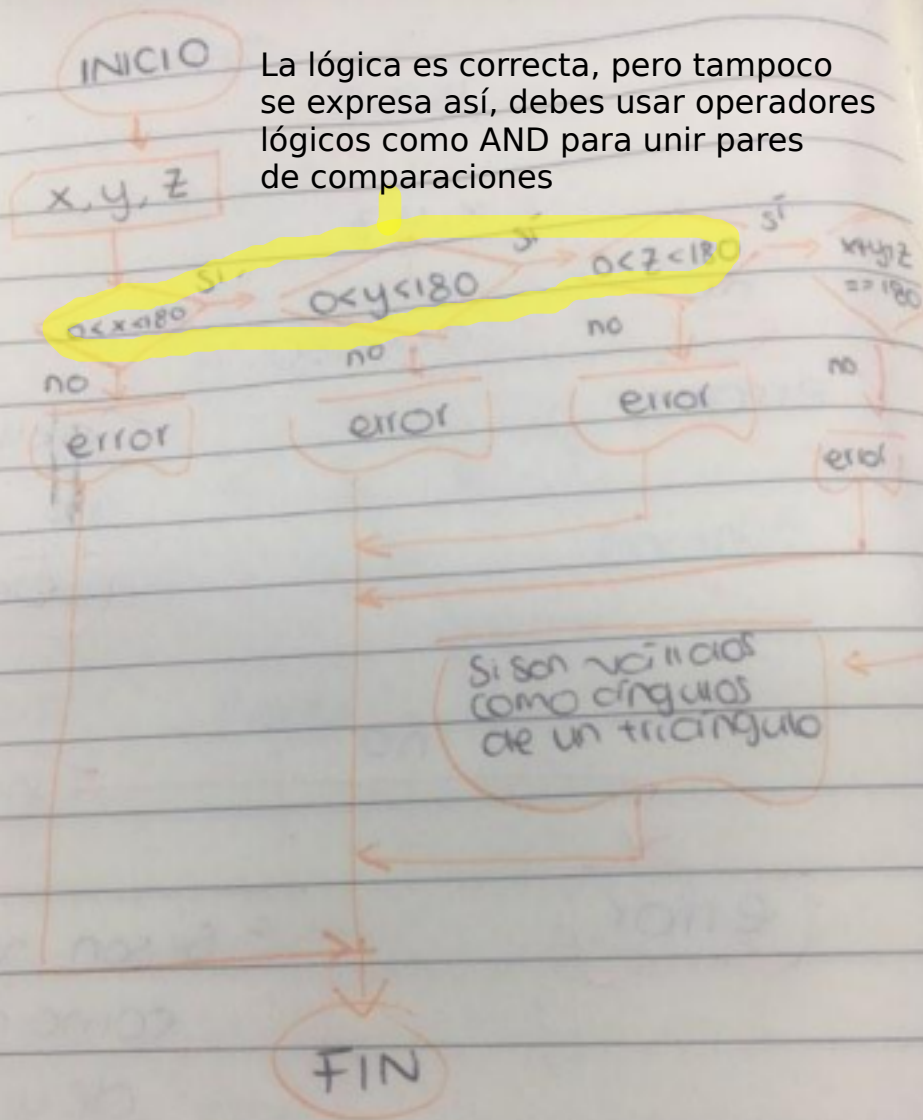 INICIO
La lógica es correcta, pero tampoco
se expresa así, debes usar operadores
lógicos como AND para unir pares
de comparaciones
x, y, z
0<x<180
si
0<y<180
sí
0<z<180
sí
x+y+z
== 180
no
no
no
no
error
error
error
error
Si son válidos
como ángulos
de un triángulo
FIN